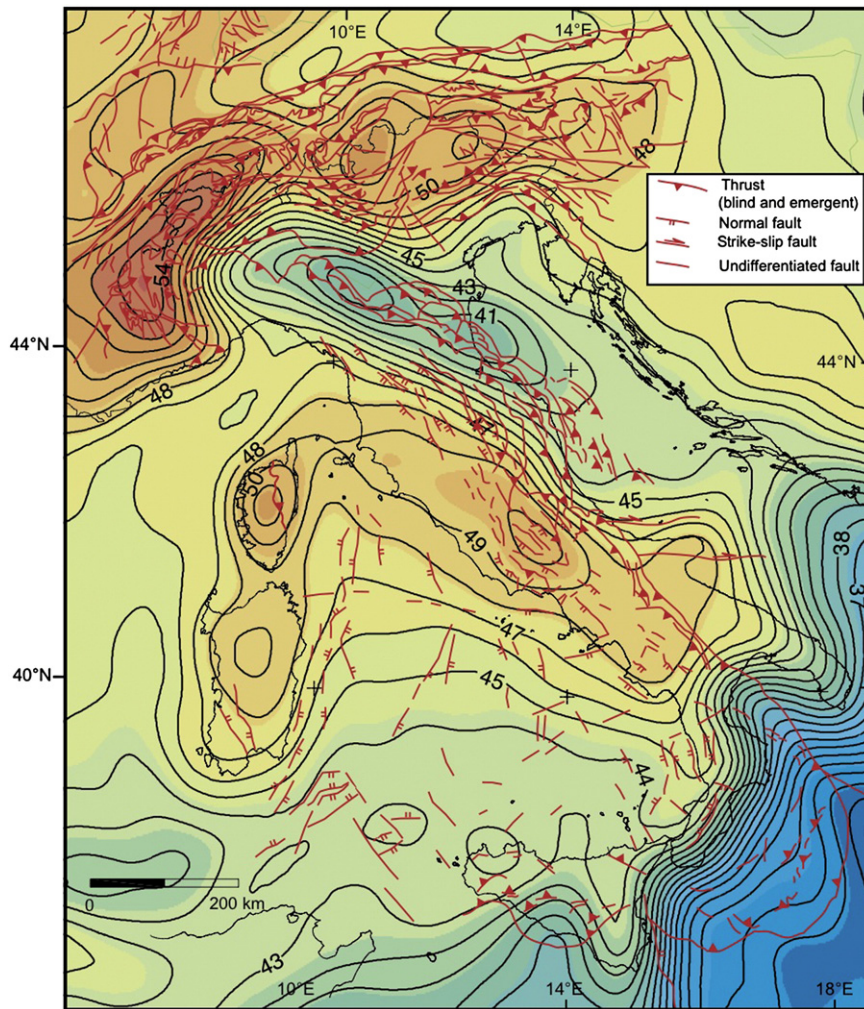 10°E
14°E
48
50
Thrust
(blind and emergent)
Normal fault
Strike-slip fault
Undifferentiated fault
45
43
54
41
44°N
44°N
48
47
48
50
45
38
49
37
47
40°N
45
44
0
200 km
43
10°E
14°E
18°E